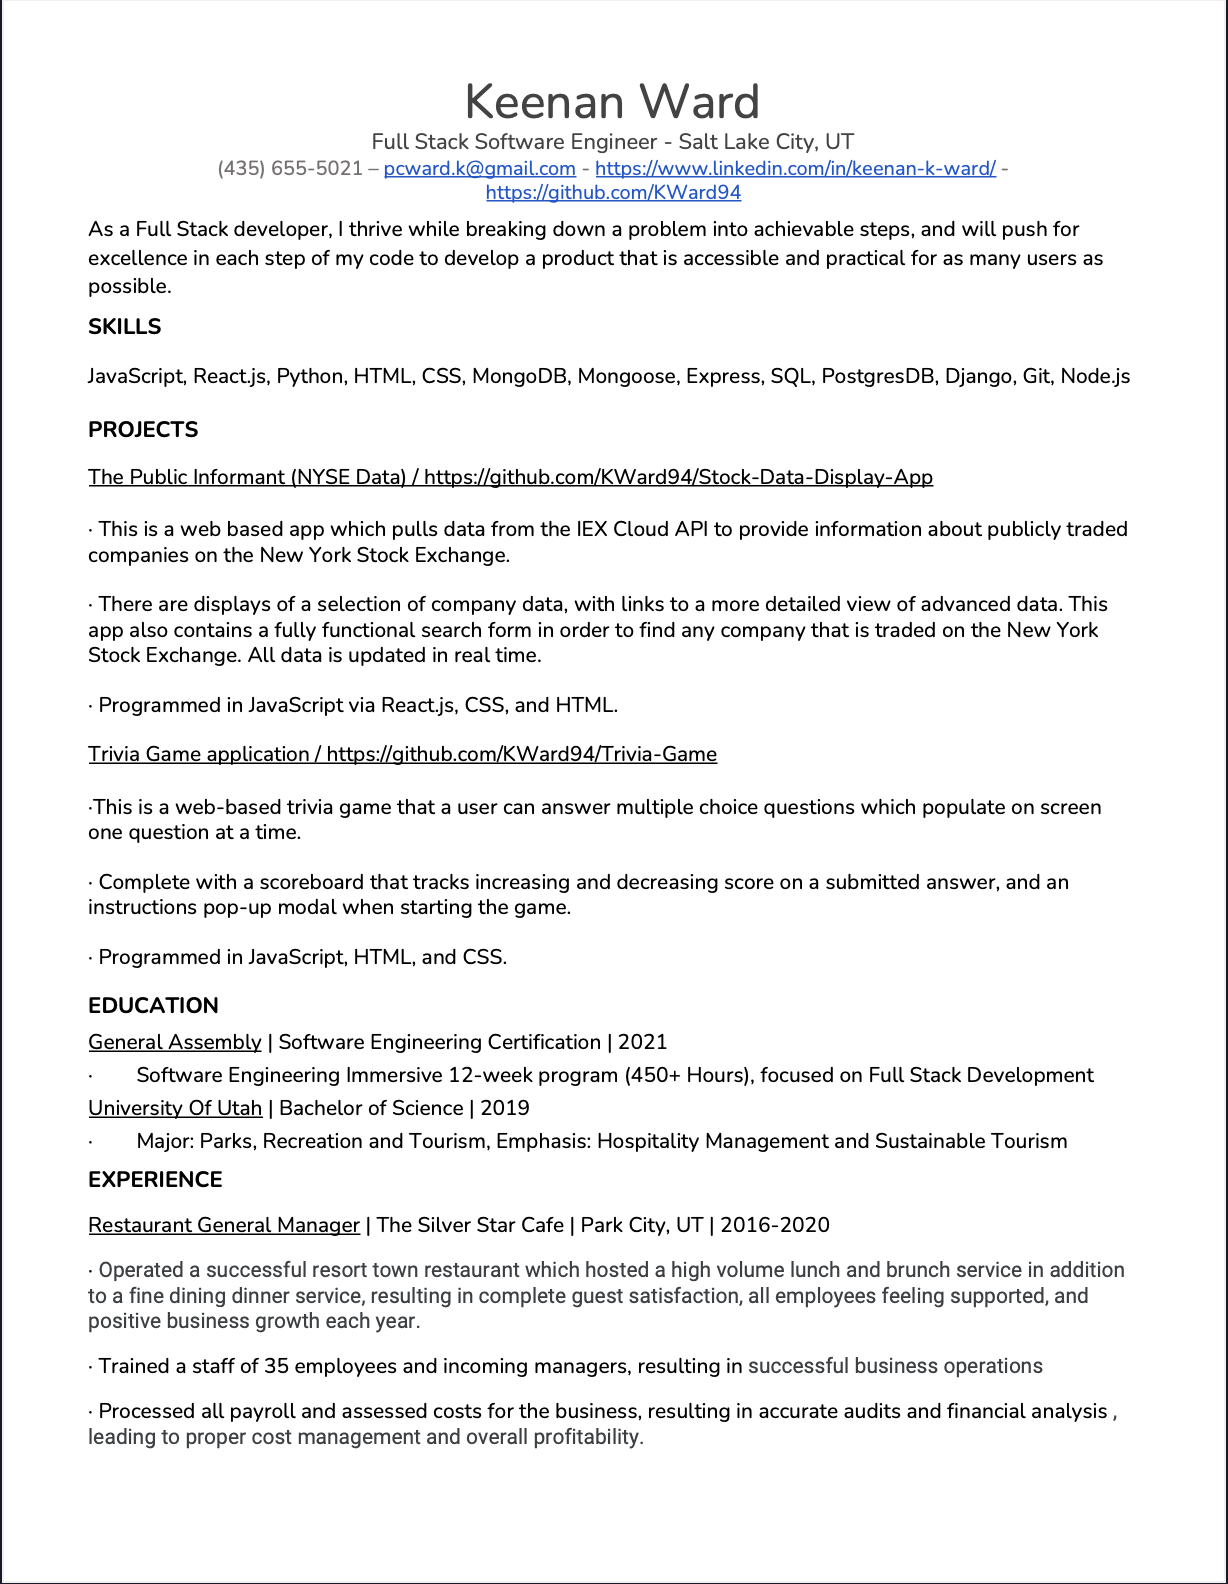 Keenan Ward
Full Stack Software Engineer - Salt Lake City, UT
(435) 655-5021 – pcward.k@gmail.com - https://www.linkedin.com/in/keenan-k-ward/ -
https://github.com/KWard94
As a Full Stack developer, I thrive while breaking down a problem into achievable steps, and will push for
excellence in each step of my code to develop a product that is accessible and practical for as many users as
possible.
SKILLS
JavaScript, React.js, Python, HTML, CSS, MongoDB, Mongoose, Express, SQL, PostgresDB, Django, Git, Node.js
PROJECTS
The Public Informant (NYSE Data) / https://github.com/KWard94/Stock-Data-Display-App
· This is a web based app which pulls data from the IEX Cloud API to provide information about publicly traded
companies on the New York Stock Exchange.
· There are displays of a selection of company data, with links to a more detailed view of advanced data. This
app also contains a fully functional search form in order to find any company that is traded on the New York
Stock Exchange. All data is updated in real time.
· Programmed in JavaScript via React.js, CSS, and HTML.
Trivia Game application / https://github.com/KWard94/Trivia-Game
·This is a web-based trivia game that a user can answer multiple choice questions which populate on screen
one question at a time.
· Complete with a scoreboard that tracks increasing and decreasing score on a submitted answer, and an
instructions pop-up modal when starting the game.
· Programmed in JavaScript, HTML, and CSS.
EDUCATION
General Assembly | Software Engineering Certification | 2021
· Software Engineering Immersive 12-week program (450+ Hours), focused on Full Stack Development
University Of Utah | Bachelor of Science | 2019
· Major: Parks, Recreation and Tourism, Emphasis: Hospitality Management and Sustainable Tourism
EXPERIENCE
Restaurant General Manager | The Silver Star Cafe | Park City, UT | 2016-2020
· Operated a successful resort town restaurant which hosted a high volume lunch and brunch service in addition
to a fine dining dinner service, resulting in complete guest satisfaction, all employees feeling supported, and
positive business growth each year.
· Trained a staff of 35 employees and incoming managers, resulting in successful business operations
· Processed all payroll and assessed costs for the business, resulting in accurate audits and financial analysis ,
leading to proper cost management and overall profitability.